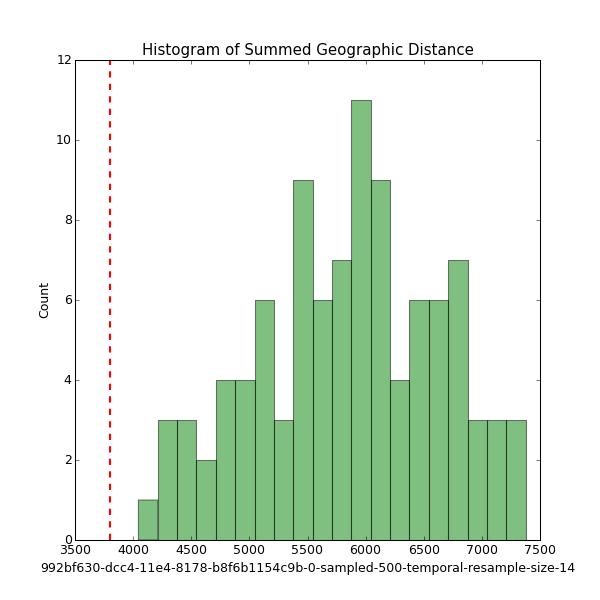 Histogram of Summed Geographic Distance
12
10
8
6
4
2
0
Count
3500 4000 4500 5000 5500 6000 6500 7000 7500
992bf630-dcc4-11e4-8178-b8f6b1154c9b-0-sampled-500-temporal-resample-size-14